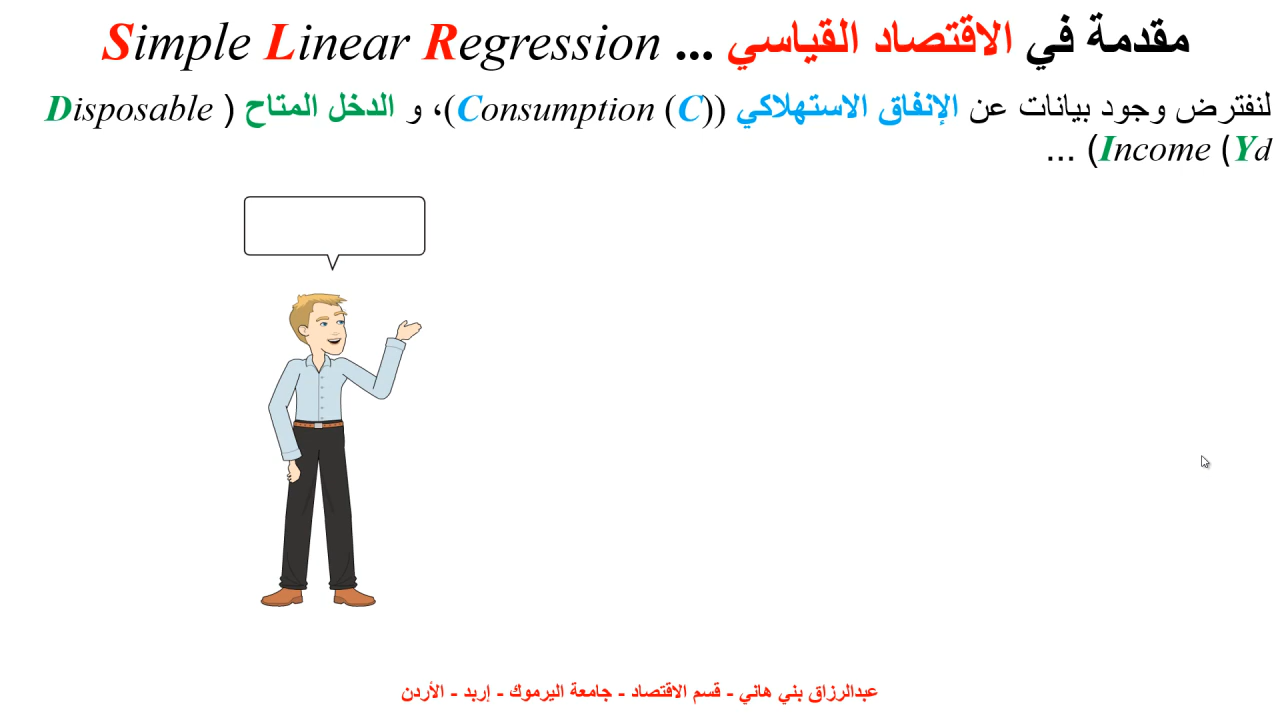 مقدمة في الاقتصاد القياسي ... Simple Linear Regression
لنفترض وجود بيانات عن الإنفاق الاستهلاكي (Consumption (C))، و الدخل المتاح (Disposable
Income (Yd) ...
عبدالرزاق بني هاني - قسم الاقتصاد - جامعة اليرموك - إربد - الأردن